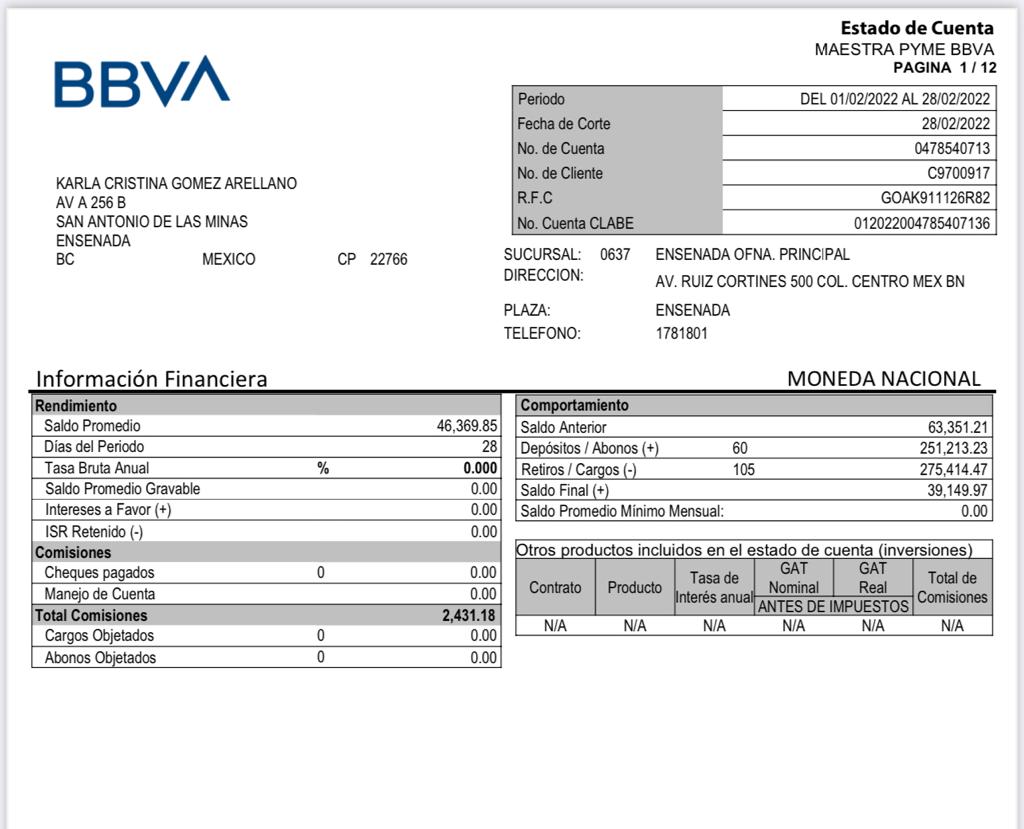 Estado de Cuenta
MAESTRA PYME BBVA
PAGINA 1 / 12
BBVA
Periodo DEL 01/02/2022 AL 28/02/2022
Fecha de Corte 28/02/2022
No. de Cuenta 0478540713
No. de Cliente C9700917
R.F.C GOAK911126R82
No. Cuenta CLABE 012022004785407136
KARLA CRISTINA GOMEZ ARELLANO
AV A 256 B
SAN ANTONIO DE LAS MINAS
ENSENADA
BC MEXICO CP 22766
SUCURSAL: 0637 ENSENADA OFNA. PRINCIPAL
DIRECCION: AV. RUIZ CORTINES 500 COL. CENTRO MEX BN
PLAZA: ENSENADA
TELEFONO: 1781801
Información Financiera MONEDA NACIONAL
Rendimiento
Saldo Promedio 46,369.85
Días del Periodo 28
Tasa Bruta Anual % 0.000
Saldo Promedio Gravable 0.00
Intereses a Favor (+) 0.00
ISR Retenido (-) 0.00
Comisiones
Cheques pagados 0 0.00
Manejo de Cuenta 0.00
Total Comisiones 2,431.18
Cargos Objetados 0 0.00
Abonos Objetados 0 0.00
Comportamiento
Saldo Anterior 63,351.21
Depósitos / Abonos (+) 60 251,213.23
Retiros / Cargos (-) 105 275,414.47
Saldo Final (+) 39,149.97
Saldo Promedio Mínimo Mensual: 0.00
Otros productos incluidos en el estado de cuenta (inversiones)
Contrato Producto Tasa de Interés anual GAT Nominal GAT Real Total de Comisiones
ANTES DE IMPUESTOS
N/A N/A N/A N/A N/A N/A